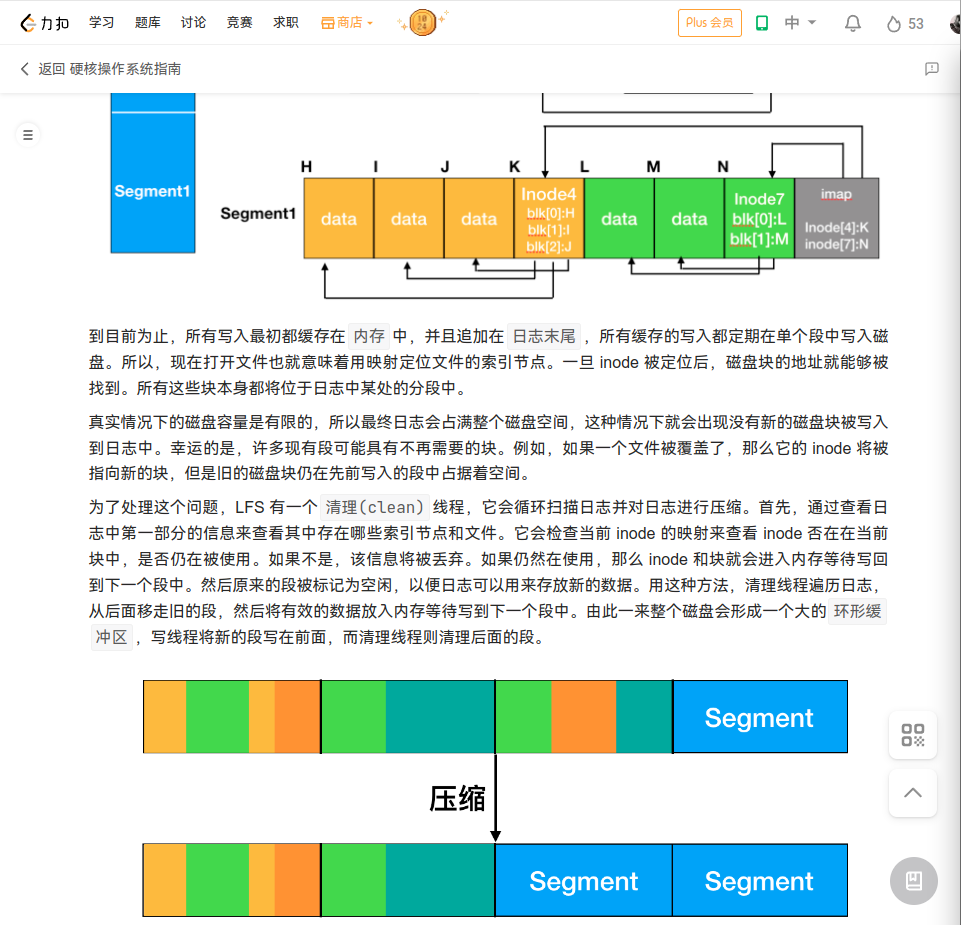 力扣 学习 题库 讨论 竞赛 求职 商店 10 24 Plus 会员 中 53
返回 硬核操作系统指南
H I J K L M N
Segment1
Segment1 data data data Inode4 data data Inode7 imap
blk[0]:H blk[0]:L Inode[4]:K
blk[1]:I blk[1]:M inode[7]:N
blk[2]:J
到目前为止，所有写入最初都缓存在 内存 中，并且追加在 日志末尾 ，所有缓存的写入都定期在单个段中写入磁
盘。所以，现在打开文件也就意味着用映射定位文件的索引节点。一旦 inode 被定位后，磁盘块的地址就能够被
找到。所有这些块本身都将位于日志中某处的分段中。
真实情况下的磁盘容量是有限的，所以最终日志会占满整个磁盘空间，这种情况下就会出现没有新的磁盘块被写入
到日志中。幸运的是，许多现有段可能具有不再需要的块。例如，如果一个文件被覆盖了，那么它的 inode 将被
指向新的块，但是旧的磁盘块仍在先前写入的段中占据着空间。
为了处理这个问题，LFS 有一个 清理(clean) 线程，它会循环扫描日志并对日志进行压缩。首先，通过查看日
志中第一部分的信息来查看其中存在哪些索引节点和文件。它会检查当前 inode 的映射来查看 inode 否在在当前
块中，是否仍在被使用。如果不是，该信息将被丢弃。如果仍然在使用，那么 inode 和块就会进入内存等待写回
到下一个段中。然后原来的段被标记为空闲，以便日志可以用来存放新的数据。用这种方法，清理线程遍历日志，
从后面移走旧的段，然后将有效的数据放入内存等待写到下一个段中。由此一来整个磁盘会形成一个大的 环形缓
冲区 ，写线程将新的段写在前面，而清理线程则清理后面的段。
Segment
压缩
Segment Segment